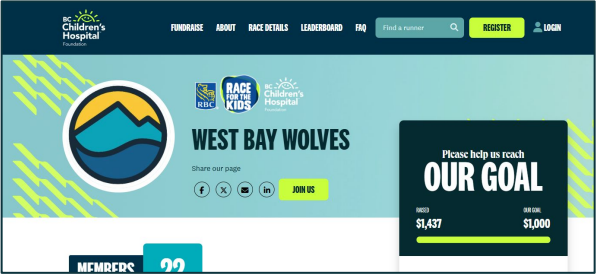 BC
Children's
Hospital
Foundation
FUNDRAISE ABOUT RACE DETAILS LEADERBOARD FAQ Find a runner REGISTER LOGIN
RBC
RACE
FOR THE
KIDS
BC
Children's
Hospital
Foundation
WEST BAY WOLVES
Share our page
JOIN US
Please help us reach
OUR GOAL
RAISED OUR GOAL
$1,437 $1,000
MEMBERS 22